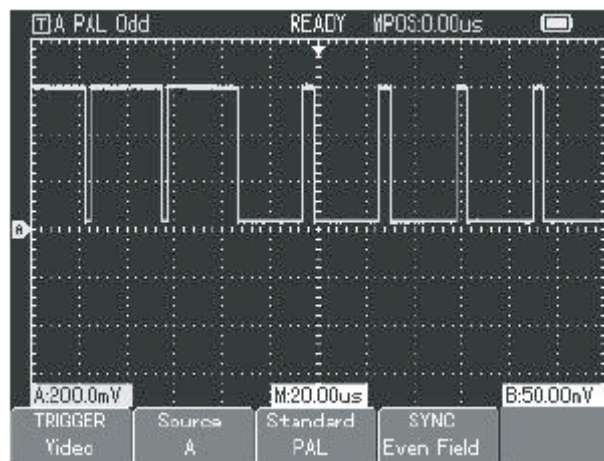 T A PAL Odd READY MPOS:0.00us
A
A:200.0mV M:20.00us B:50.00mV
TRIGGER Source Standard SYNC
Video A PAL Even Field